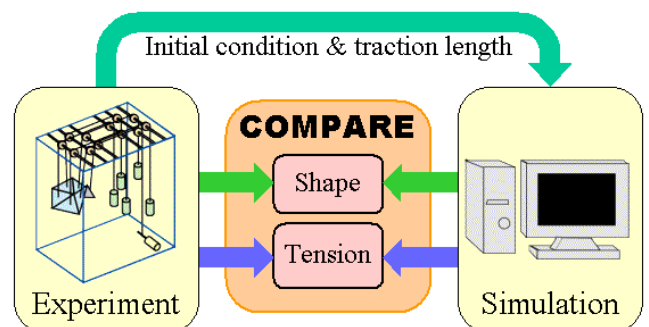 Initial condition & traction length
COMPARE
Shape
Tension
Experiment
Simulation